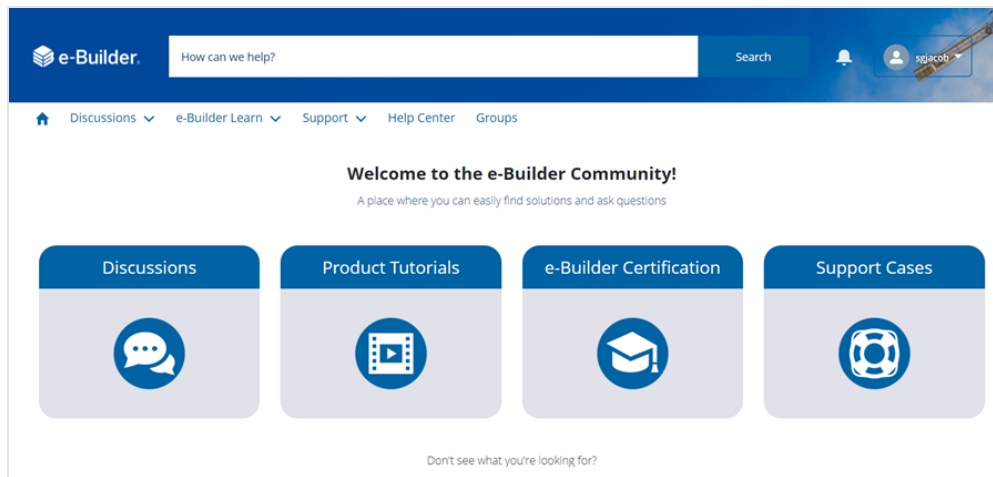 e-Builder.
How can we help?
Search
sgjacob
Discussions
e-Builder Learn
Support
Help Center
Groups
Welcome to the e-Builder Community!
A place where you can easily find solutions and ask questions
Discussions
Product Tutorials
e-Builder Certification
Support Cases
Don't see what you're looking for?